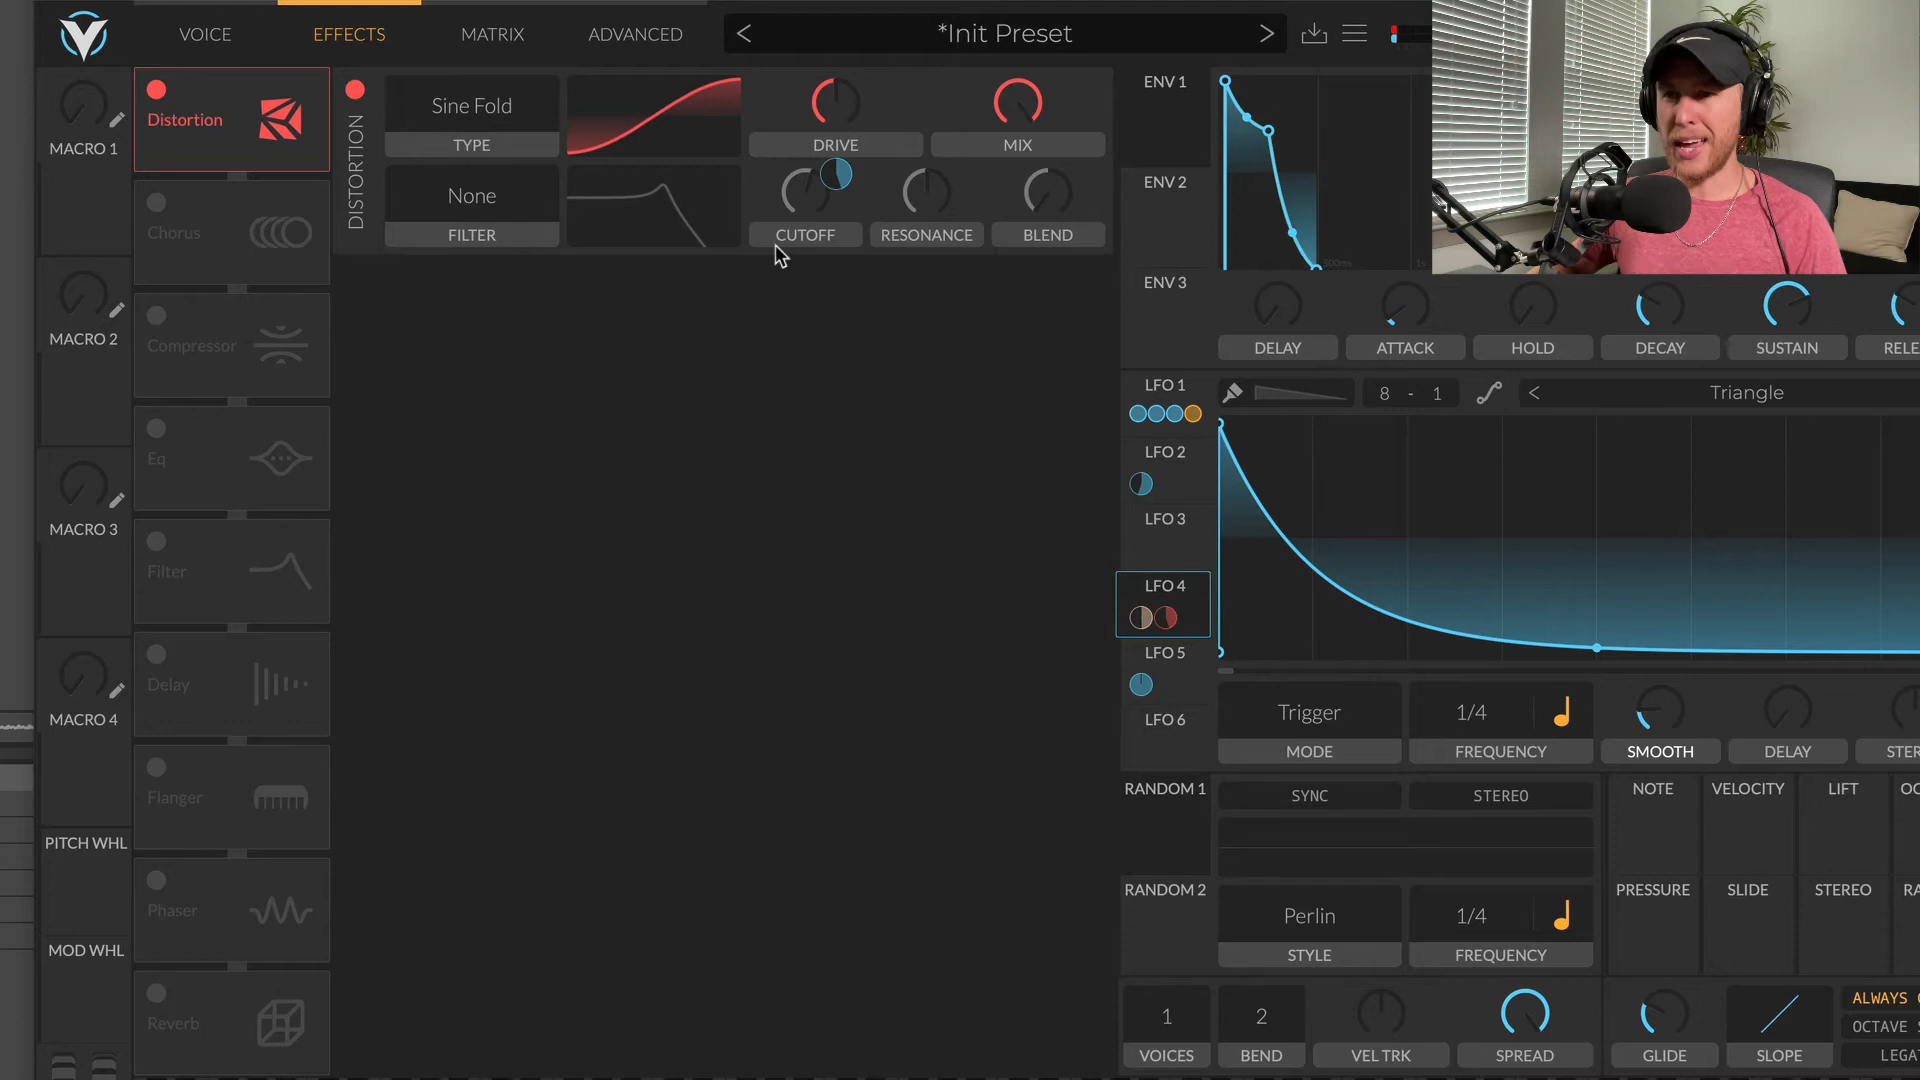 VOICE
EFFECTS
MATRIX
ADVANCED
*Init Preset
MACRO 1
MACRO 2
MACRO 3
MACRO 4
PITCH WHL
MOD WHL
Distortion
Chorus
Compressor
Eq
Filter
Delay
Flanger
Phaser
Reverb
DISTORTION
Sine Fold
TYPE
DRIVE
MIX
None
FILTER
CUTOFF
RESONANCE
BLEND
ENV 1
ENV 2
ENV 3
500ms
1s
DELAY
ATTACK
HOLD
DECAY
SUSTAIN
RELE
LFO 1
LFO 2
LFO 3
LFO 4
LFO 5
LFO 6
8 - 1
Triangle
Trigger
MODE
1/4
FREQUENCY
SMOOTH
DELAY
STER
RANDOM 1
SYNC
STEREO
RANDOM 2
Perlin
STYLE
1/4
FREQUENCY
NOTE
VELOCITY
LIFT
OC
PRESSURE
SLIDE
STEREO
RA
1
VOICES
2
BEND
VEL TRK
SPREAD
GLIDE
SLOPE
ALWAYS
OCTAVE S
LEGA